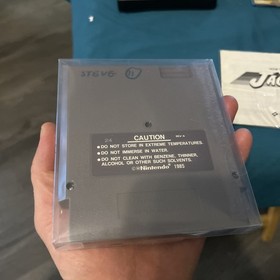 CAUTION
• DO NOT STORE IN EXTREME TEMPERATURES.
• DO NOT IMMERSE IN WATER.
• DO NOT CLEAN WITH BENZENE, THINNER,
ALCOHOL OR OTHER SUCH SOLVENTS.
©Nintendo 1985
JA